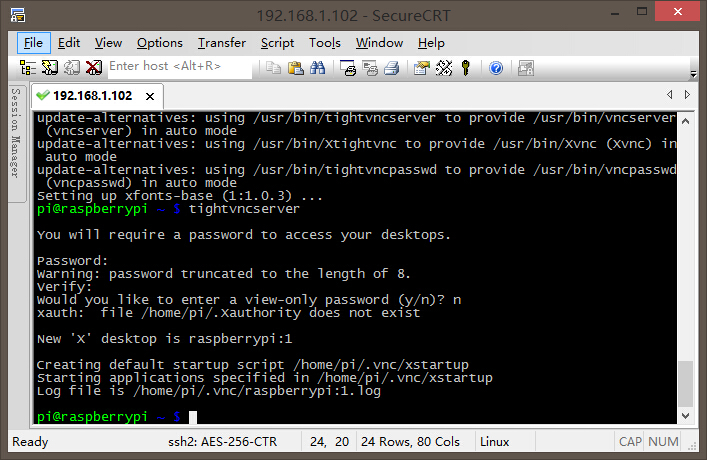 192.168.1.102 - SecureCRT
File Edit View Options Transfer Script Tools Window Help
Enter host <Alt+R>
192.168.1.102
Session Manager
update-alternatives: using /usr/bin/tightvncserver to provide /usr/bin/vncserver
(vncserver) in auto mode
update-alternatives: using /usr/bin/Xtightvnc to provide /usr/bin/Xvnc (Xvnc) in
auto mode
update-alternatives: using /usr/bin/tightvncpasswd to provide /usr/bin/vncpasswd
(vncpasswd) in auto mode
Setting up xfonts-base (1:1.0.3) ...
pi@raspberrypi ~ $ tightvncserver
You will require a password to access your desktops.
Password:
Warning: password truncated to the length of 8.
Verify:
Would you like to enter a view-only password (y/n)? n
xauth:  file /home/pi/.Xauthority does not exist
New 'X' desktop is raspberrypi:1
Creating default startup script /home/pi/.vnc/xstartup
Starting applications specified in /home/pi/.vnc/xstartup
Log file is /home/pi/.vnc/raspberrypi:1.log
pi@raspberrypi ~ $
Ready ssh2: AES-256-CTR 24, 20 24 Rows, 80 Cols Linux CAP NUM